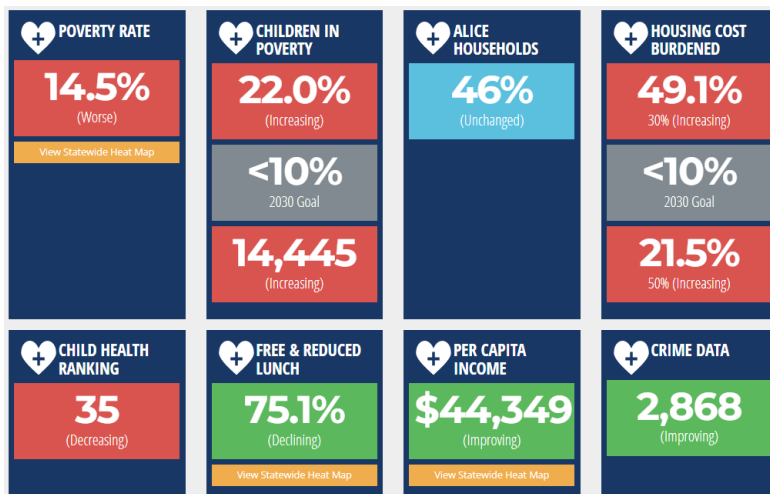 POVERTY RATE
14.5%
(Worse)
View Statewide Heat Map
CHILDREN IN
POVERTY
22.0%
(Increasing)
<10%
2030 Goal
14,445
(Increasing)
ALICE
HOUSEHOLDS
46%
(Unchanged)
HOUSING COST
BURDENED
49.1%
30% (Increasing)
<10%
2030 Goal
21.5%
50% (Increasing)
CHILD HEALTH
RANKING
35
(Decreasing)
FREE & REDUCED
LUNCH
75.1%
(Declining)
View Statewide Heat Map
PER CAPITA
INCOME
$44,349
(Improving)
View Statewide Heat Map
CRIME DATA
2,868
(Improving)